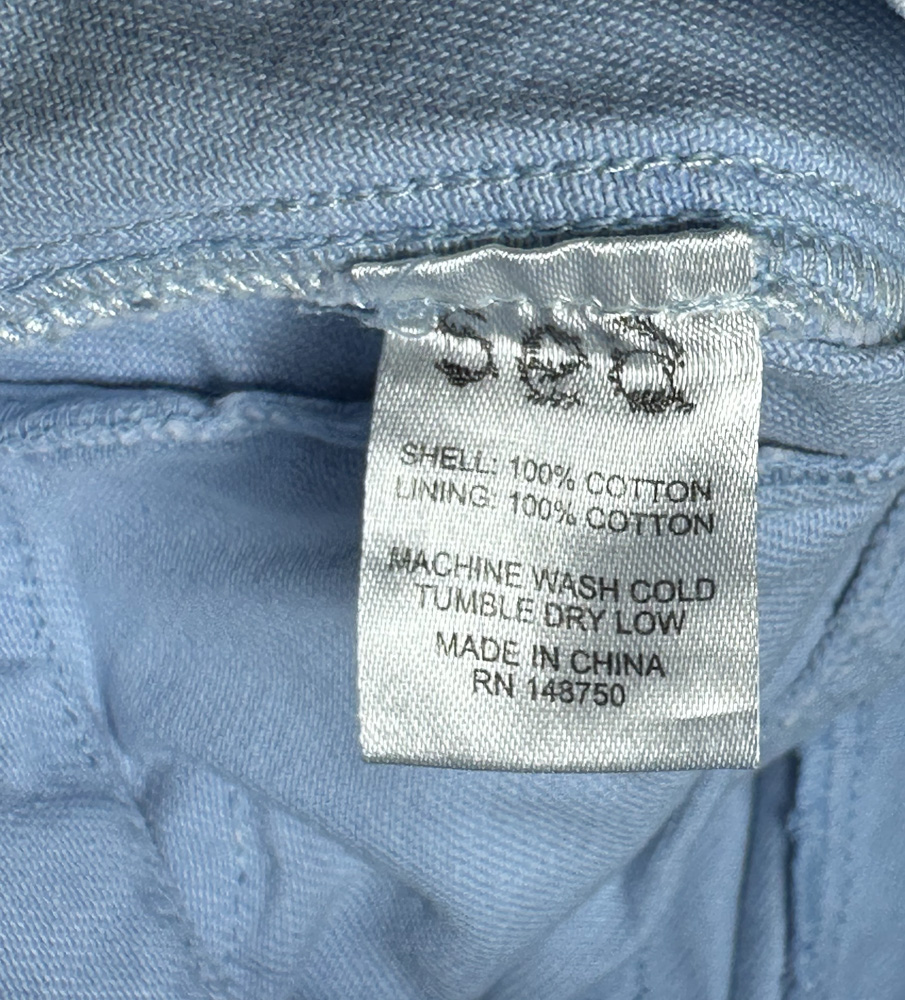 sea
SHELL: 100% COTTON
LINING: 100% COTTON
MACHINE WASH COLD
TUMBLE DRY LOW
MADE IN CHINA
RN 148750